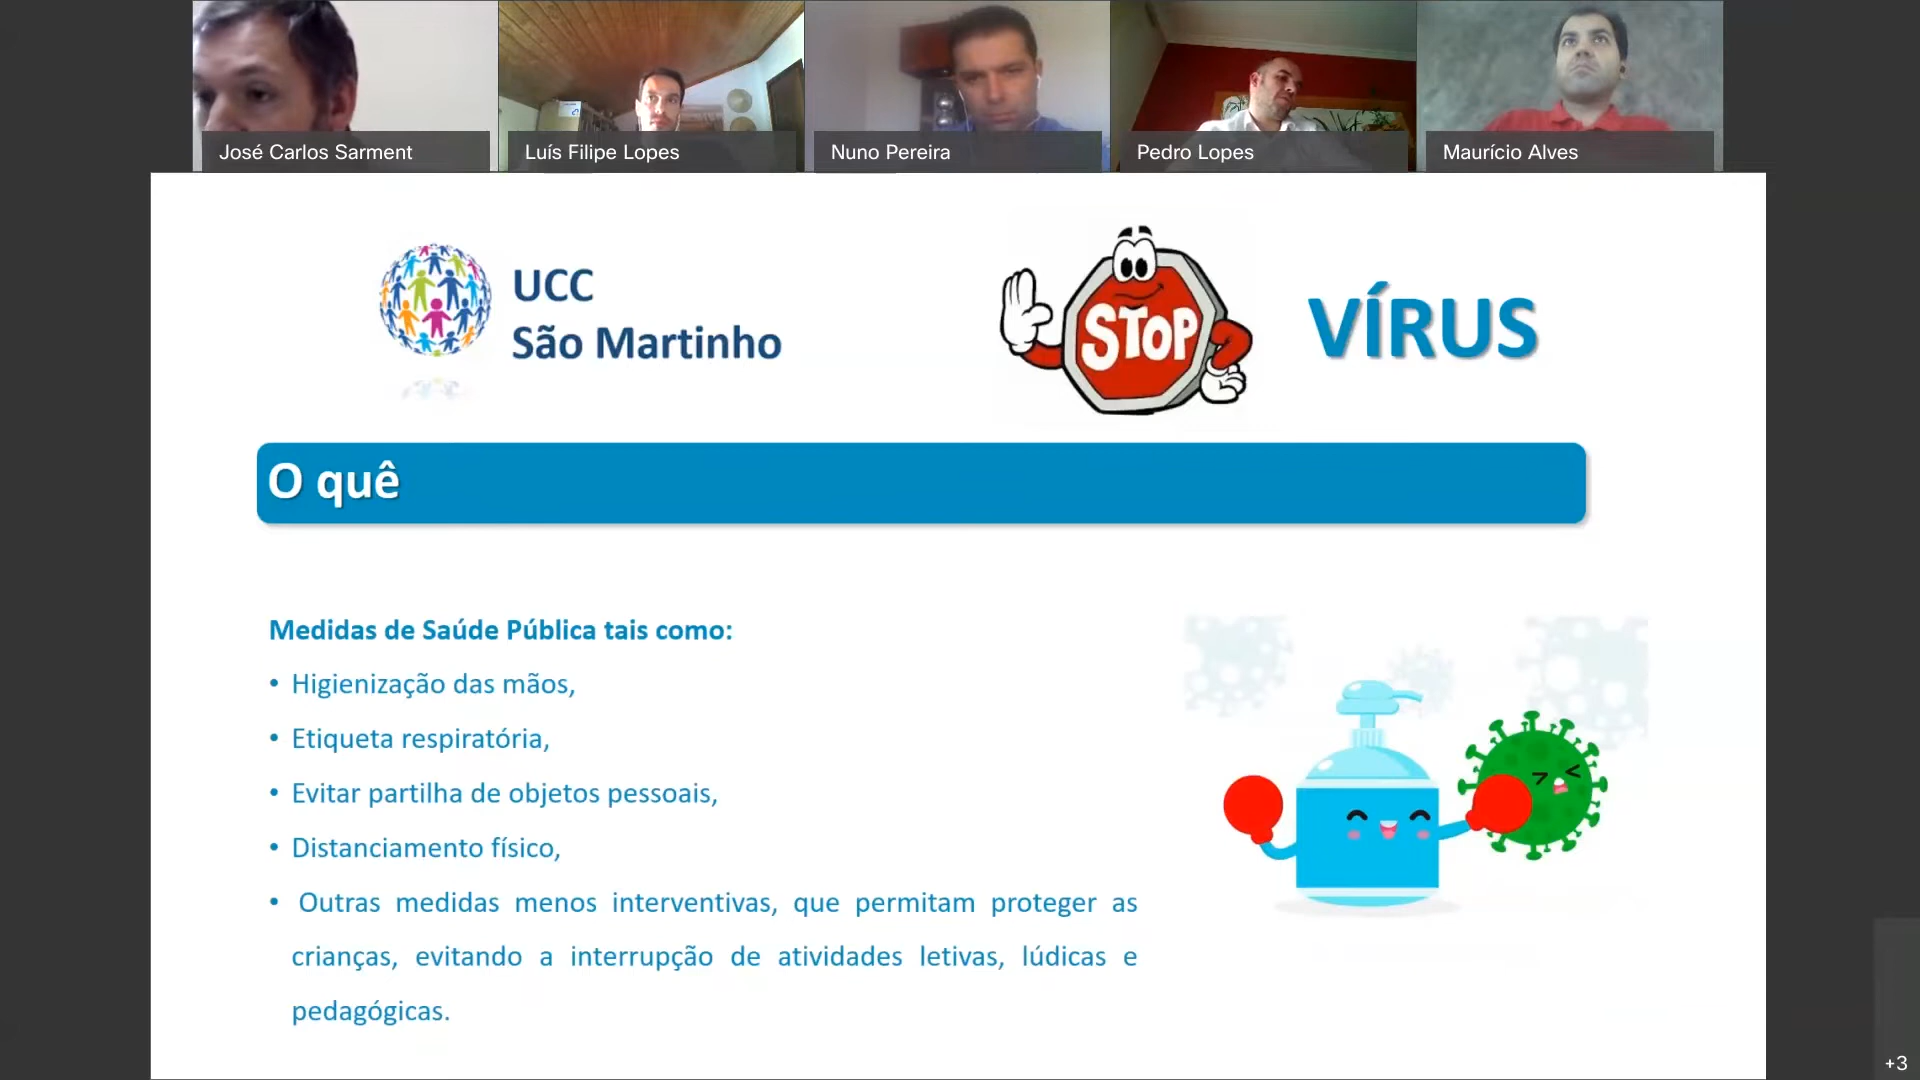 José Carlos Sarment
Luís Filipe Lopes
Nuno Pereira
Pedro Lopes
Maurício Alves
UCC
São Martinho
STOP
VÍRUS
O quê
Medidas de Saúde Pública tais como:
• Higienização das mãos,
• Etiqueta respiratória,
• Evitar partilha de objetos pessoais,
• Distanciamento físico,
• Outras medidas menos interventivas, que permitam proteger as
crianças, evitando a interrupção de atividades letivas, lúdicas e
pedagógicas.
+3